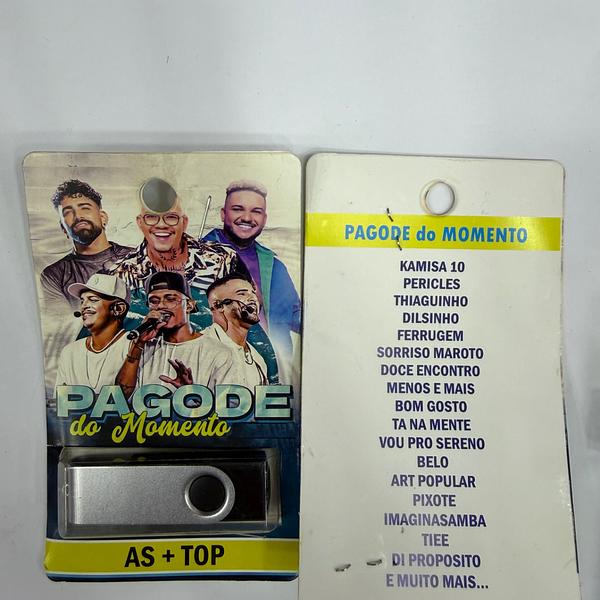 PAGODE
do Momento
AS + TOP
PAGODE do MOMENTO
KAMISA 10
PERICLES
THIAGUINHO
DILSINHO
FERRUGEM
SORRISO MAROTO
DOCE ENCONTRO
MENOS E MAIS
BOM GOSTO
TA NA MENTE
VOU PRO SERENO
BELO
ART POPULAR
PIXOTE
IMAGINASAMBA
TIEE
DI PROPOSITO
E MUITO MAIS...